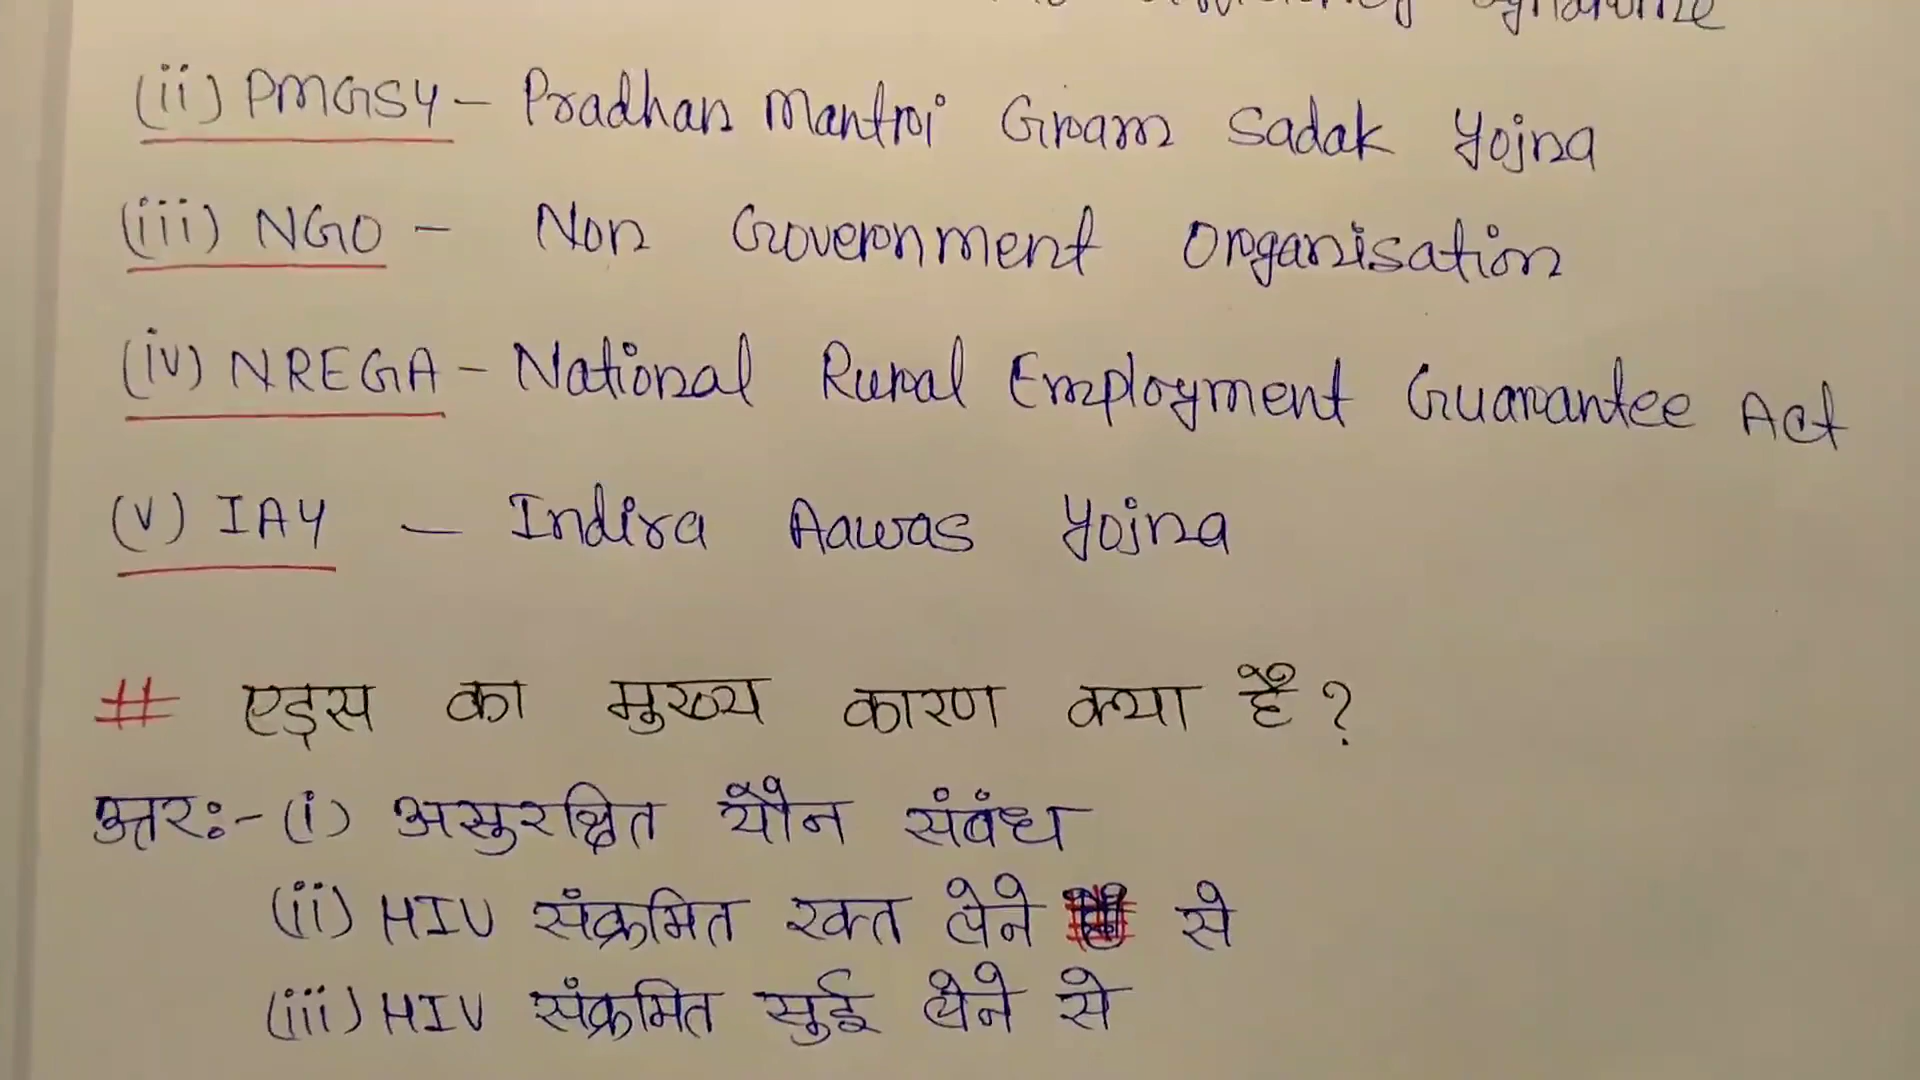 Syndrome
(ii) PMGSY - Pradhan Mantri Gram Sadak Yojna
(iii) NGO - Non Government Organisation
(iv) NREGA - National Rural Employment Guarantee Act
(v) IAY - Indira Aawas Yojna
# एड्स का मुख्य कारण क्या है ?
उत्तर:- (i) असुरक्षित यौन संबंध
(ii) HIV संक्रमित रक्त लेने से
(iii) HIV संक्रमित सुई लेने से